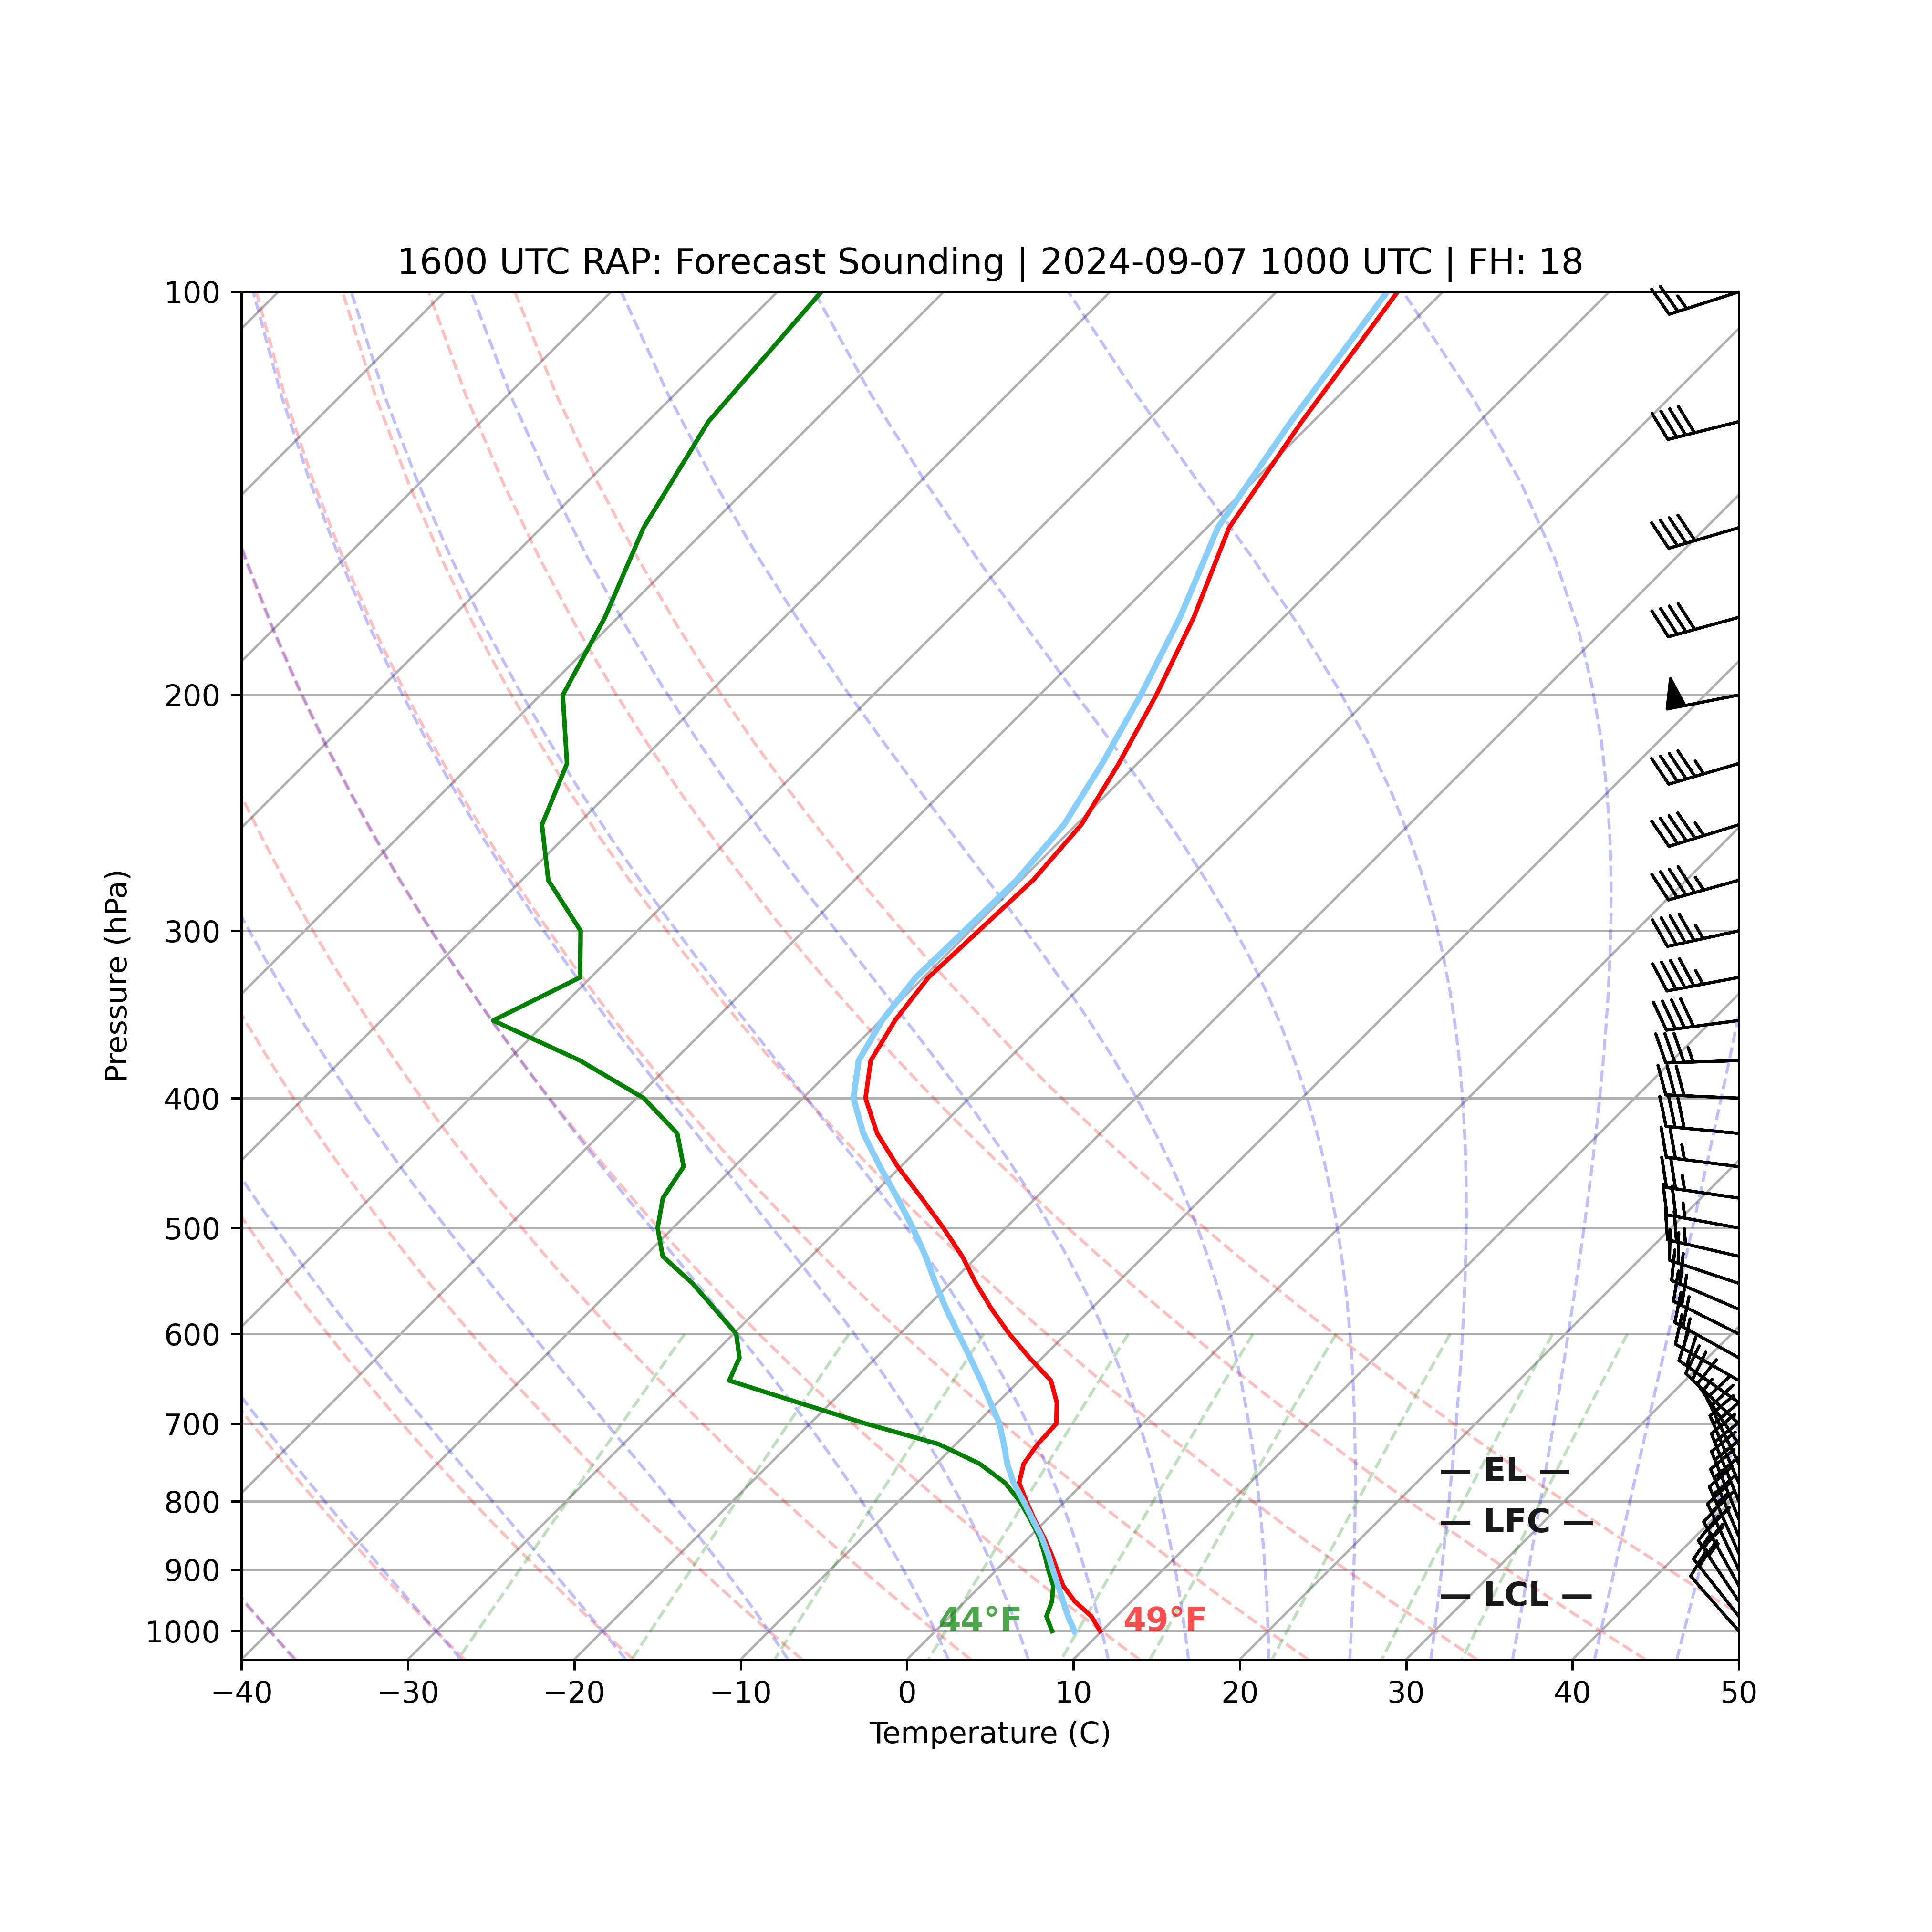 1600 UTC RAP: Forecast Sounding | 2024-09-07 1000 UTC | FH: 18
100
200
300
400
500
600
700
800
900
1000
Pressure (hPa)
— EL —
— LFC —
— LCL —
44°F 49°F
−40 −30 −20 −10 0 10 20 30 40 50
Temperature (C)